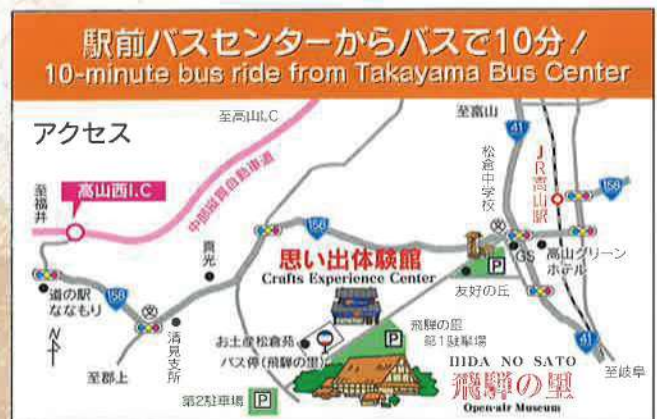 駅前バスセンターからバスで10分!
10-minute bus ride from Takayama Bus Center
アクセス
至高山I.C
至富山
41
158
JR高山駅
松倉中学校
至福井
高山西I.C
中部縦貫自動車道
158
文
GS
高山グリーン
ホテル
思い出体験館
Crafts Experience Center
P
友好の丘
道の駅
ななもり
158
文
清見支所
N
至郡上
お土産松倉苑
バス停(飛騨の里)
P
飛騨の里
第1駐車場
41
至岐阜
HIDA NO SATO
飛騨の里
Open-air Museum
第2駐車場
P